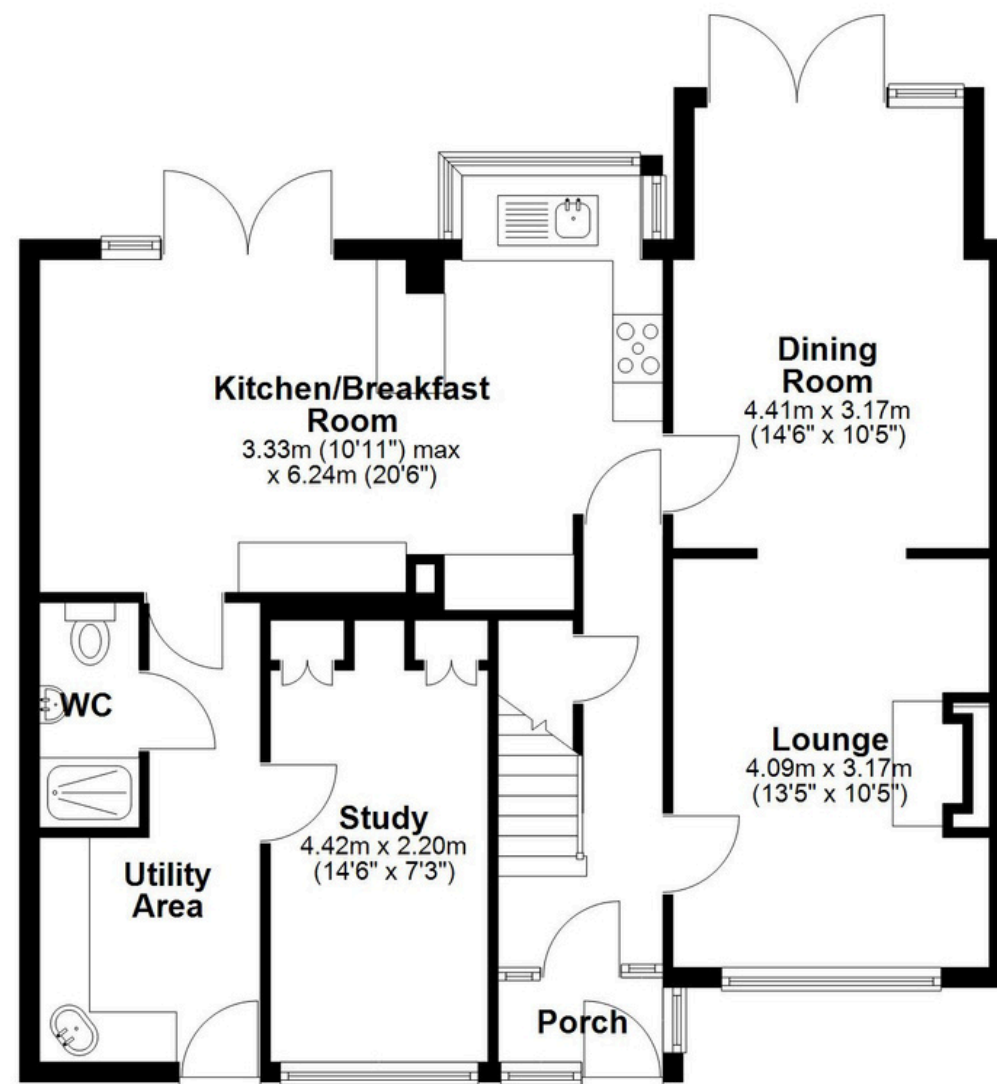 Kitchen/Breakfast
Room
3.33m (10'11") max
x 6.24m (20'6")
Dining
Room
4.41m x 3.17m
(14'6" x 10'5")
WC
Utility
Area
Study
4.42m x 2.20m
(14'6" x 7'3")
Lounge
4.09m x 3.17m
(13'5" x 10'5")
Porch